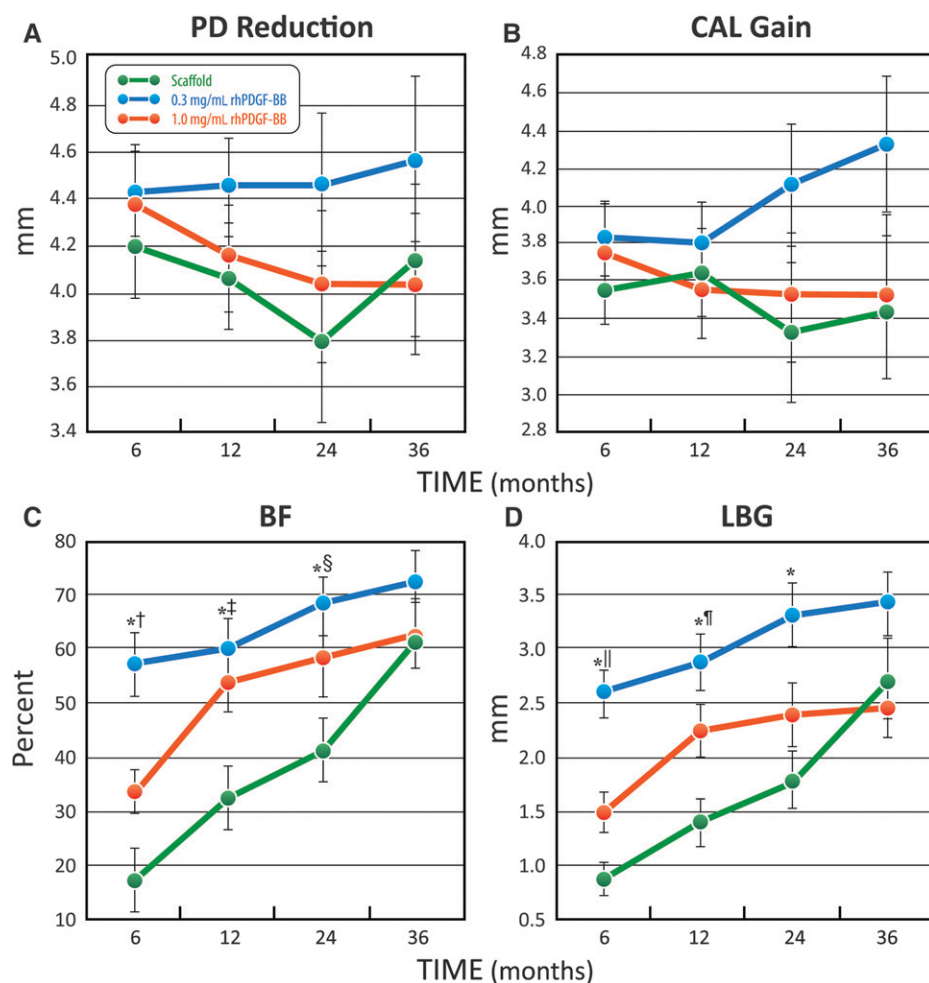 A PD Reduction
5.0
4.8
4.6
4.4
4.2
4.0
3.8
3.6
3.4
mm
Scaffold
0.3 mg/mL rhPDGF-BB
1.0 mg/mL rhPDGF-BB
6 12 24 36
B CAL Gain
4.8
4.6
4.4
4.2
4.0
3.8
3.6
3.4
3.2
3.0
2.8
mm
6 12 24 36
TIME (months)
C BF
80
70
60
50
40
30
20
10
Percent
*†
*‡
*§
6 12 24 36
D LBG
4.0
3.5
3.0
2.5
2.0
1.5
1.0
0.5
mm
*||
*¶
*
6 12 24 36
TIME (months)